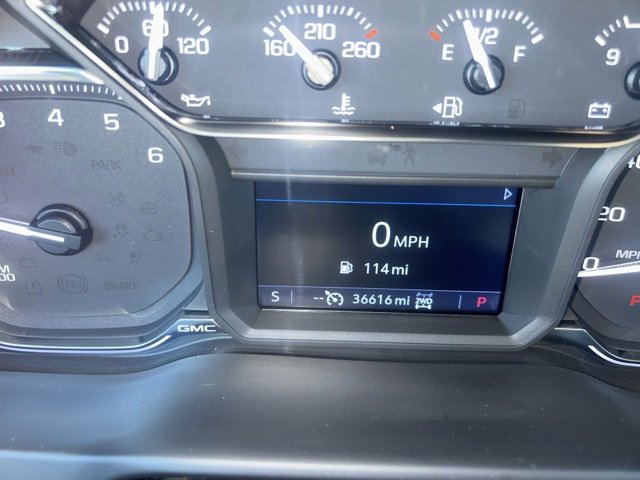 0 60 120
160 210 260
E 1/2 F
9
3 4 5 6
PARK
ABS BRAKE
0 MPH
114 mi
S -- 36616 mi 2WD P
GMC
20
0
MPH
P